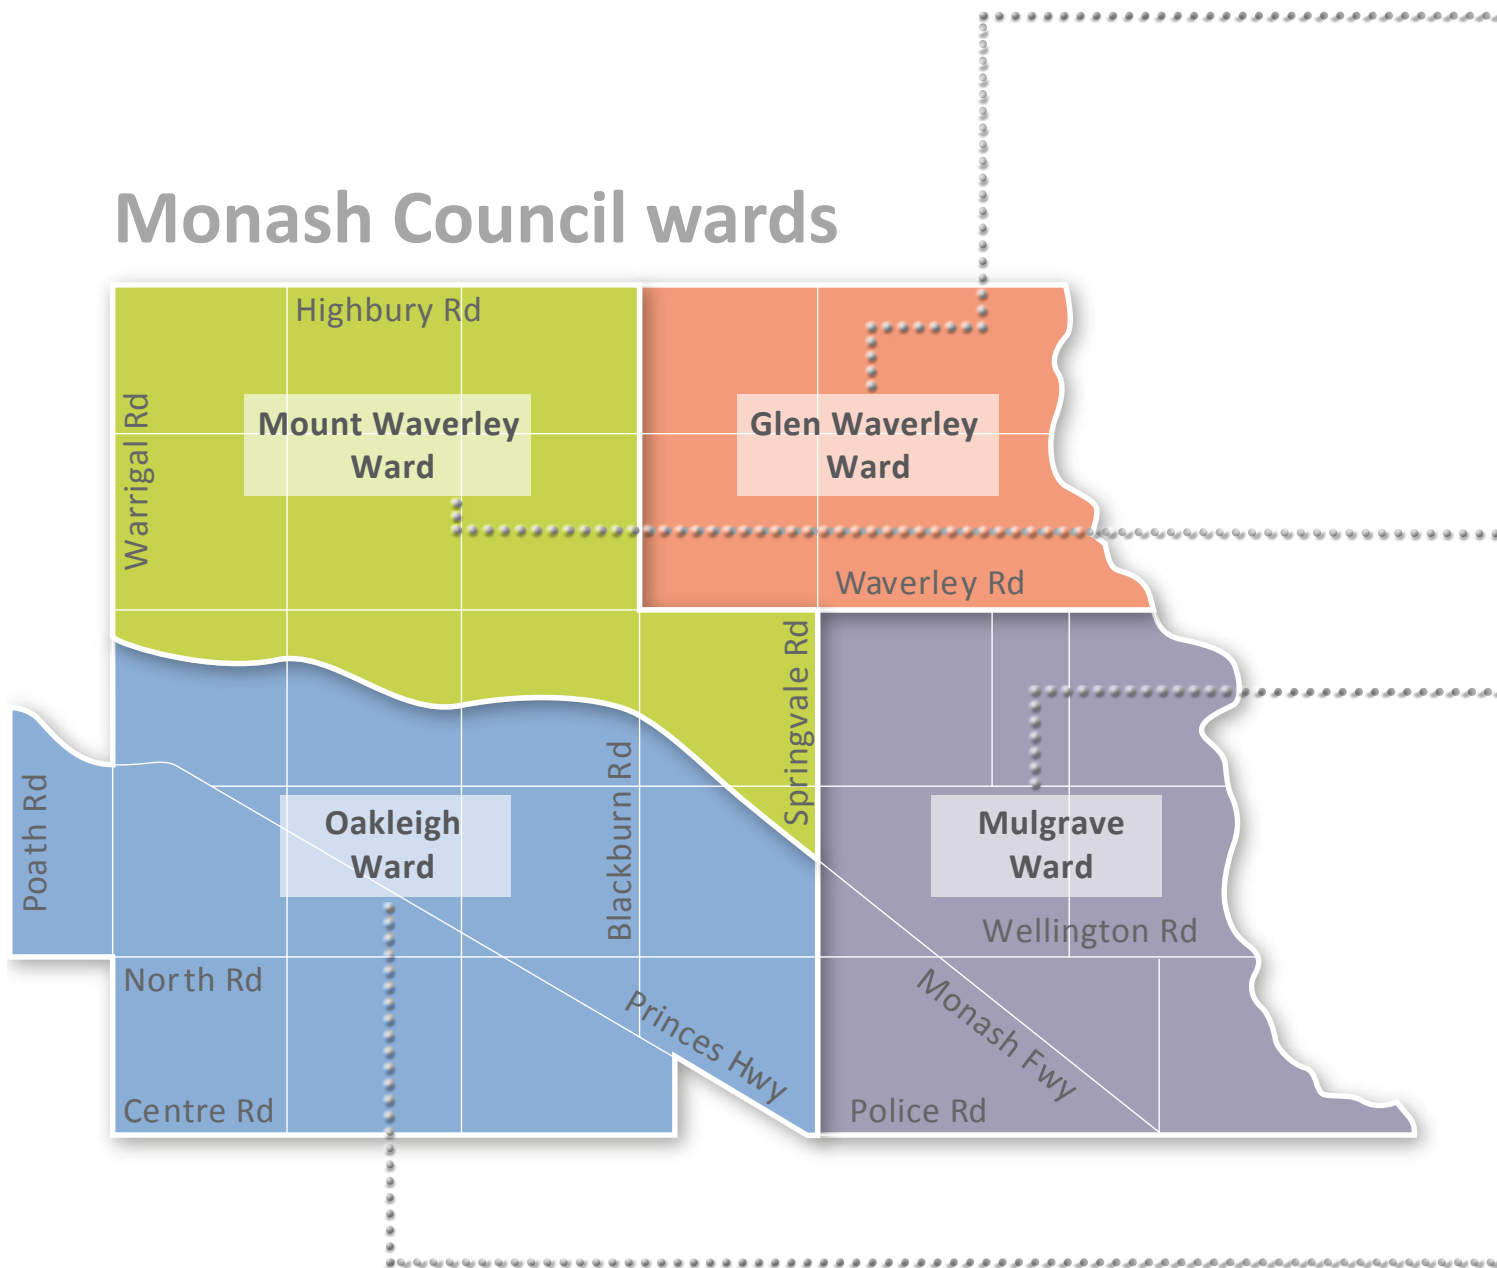 Monash Council wards
Highbury Rd
Warrigal Rd
Mount Waverley
Ward
Glen Waverley
Ward
Waverley Rd
Springvale Rd
Blackburn Rd
Poath Rd
Oakleigh
Ward
Mulgrave
Ward
Wellington Rd
North Rd
Monash Fwy
Princes Hwy
Centre Rd
Police Rd